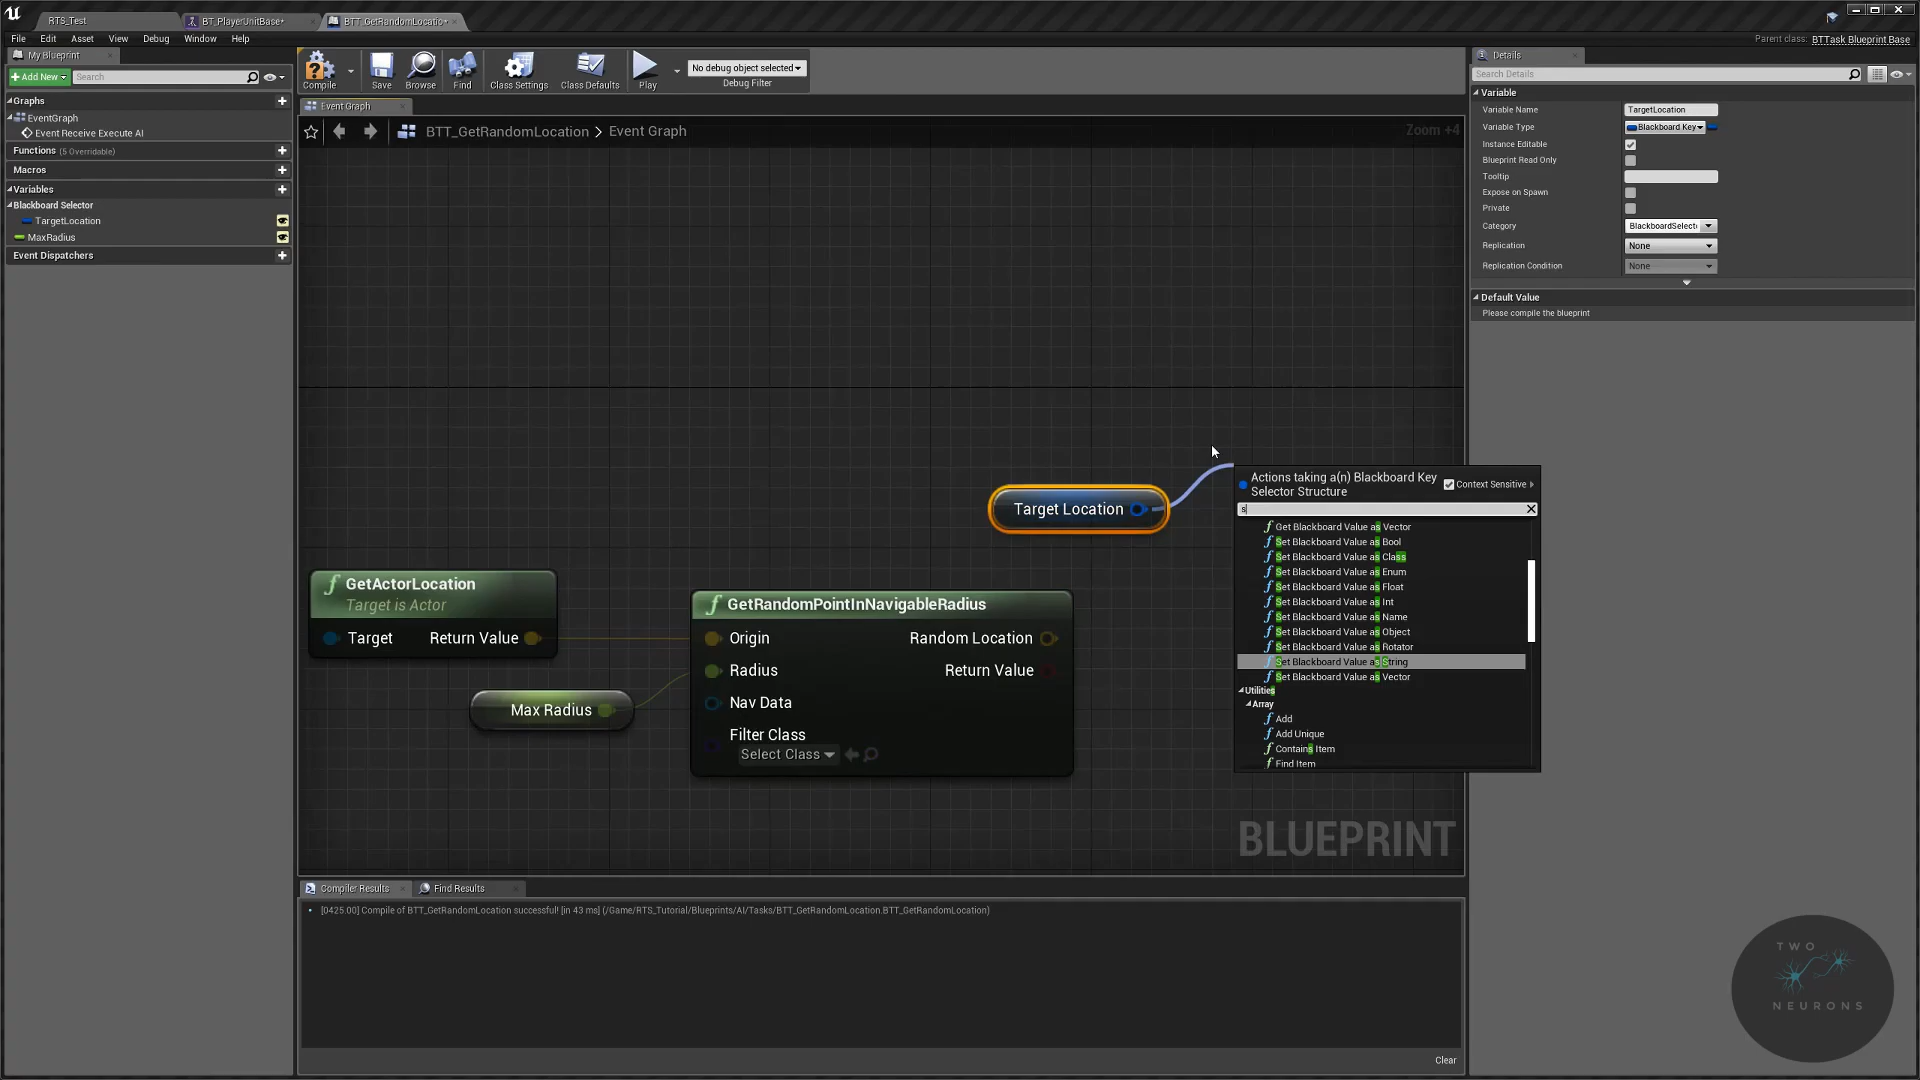 RTS_Test
BT_PlayerUnitBase*
BTT_GetRandomLocatio*
File Edit Asset View Debug Window Help
Parent class: BTTask Blueprint Base
My Blueprint
Add New
Search
Graphs
EventGraph
Event Receive Execute AI
Functions (5 Overridable)
Macros
Variables
Blackboard Selector
TargetLocation
MaxRadius
Event Dispatchers
Compile
Save
Browse
Find
Class Settings
Class Defaults
Play
No debug object selected
Debug Filter
Event Graph
BTT_GetRandomLocation > Event Graph
Zoom +4
Target Location
GetActorLocation
Target is Actor
Target Return Value
Max Radius
GetRandomPointInNavigableRadius
Origin Random Location
Radius Return Value
Nav Data
Filter Class
Select Class
Actions taking a(n) Blackboard Key
Selector Structure
Context Sensitive
s
Get Blackboard Value as Vector
Set Blackboard Value as Bool
Set Blackboard Value as Class
Set Blackboard Value as Enum
Set Blackboard Value as Float
Set Blackboard Value as Int
Set Blackboard Value as Name
Set Blackboard Value as Object
Set Blackboard Value as Rotator
Set Blackboard Value as String
Set Blackboard Value as Vector
Utilities
Array
Add
Add Unique
Contains Item
Find Item
BLUEPRINT
Compiler Results
Find Results
[0425.00] Compile of BTT_GetRandomLocation successful! [in 43 ms] (/Game/RTS_Tutorial/Blueprints/AI/Tasks/BTT_GetRandomLocation.BTT_GetRandomLocation)
Clear
Details
Search Details
Variable
Variable Name TargetLocation
Variable Type Blackboard Key
Instance Editable
Blueprint Read Only
Tooltip
Expose on Spawn
Private
Category BlackboardSelect
Replication None
Replication Condition None
Default Value
Please compile the blueprint
TWO
NEURONS